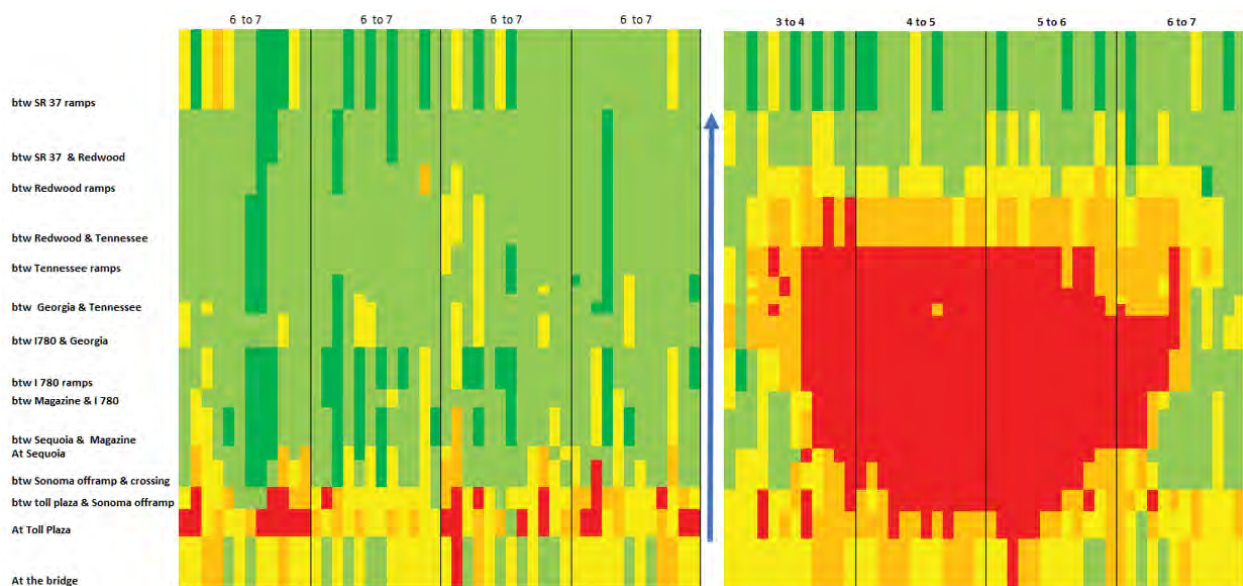 6 to 7 6 to 7 6 to 7 6 to 7 3 to 4 4 to 5 5 to 6 6 to 7
btw SR 37 ramps
btw SR 37 & Redwood
btw Redwood ramps
btw Redwood & Tennessee
btw Tennessee ramps
btw Georgia & Tennessee
btw I780 & Georgia
btw I 780 ramps
btw Magazine & I 780
btw Sequoia & Magazine
At Sequoia
btw Sonoma offramp & crossing
btw toll plaza & Sonoma offramp
At Toll Plaza
At the bridge